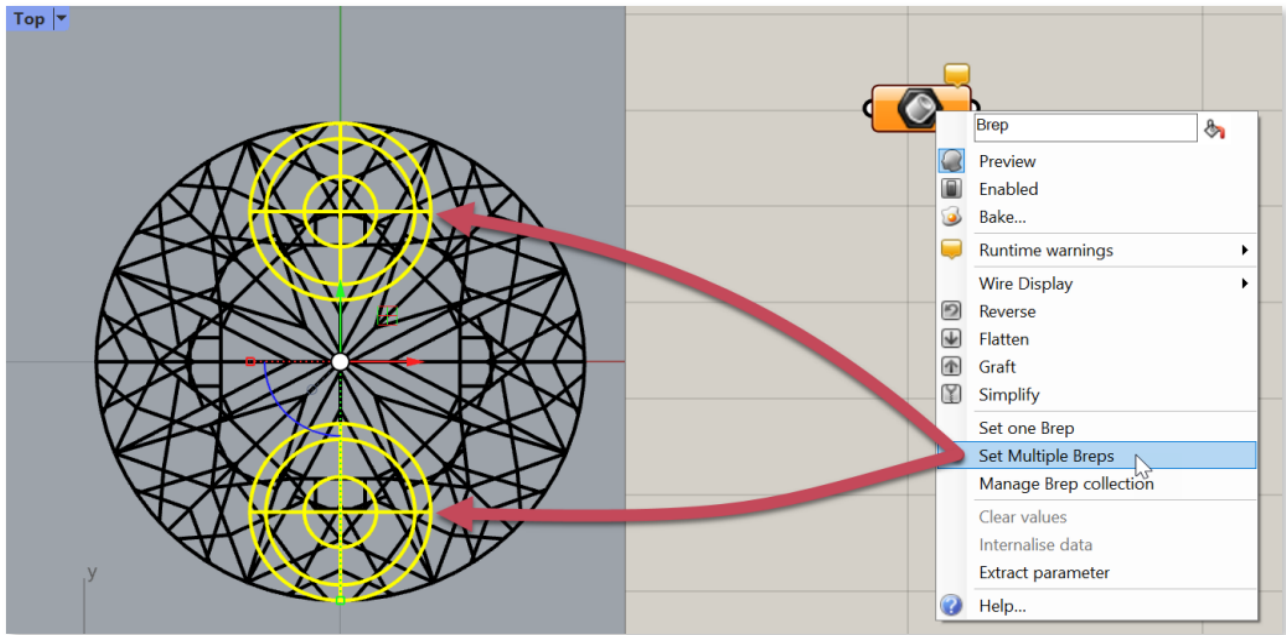 Top
y
Brep
Preview
Enabled
Bake...
Runtime warnings
Wire Display
Reverse
Flatten
Graft
Simplify
Set one Brep
Set Multiple Breps
Manage Brep collection
Clear values
Internalise data
Extract parameter
Help...